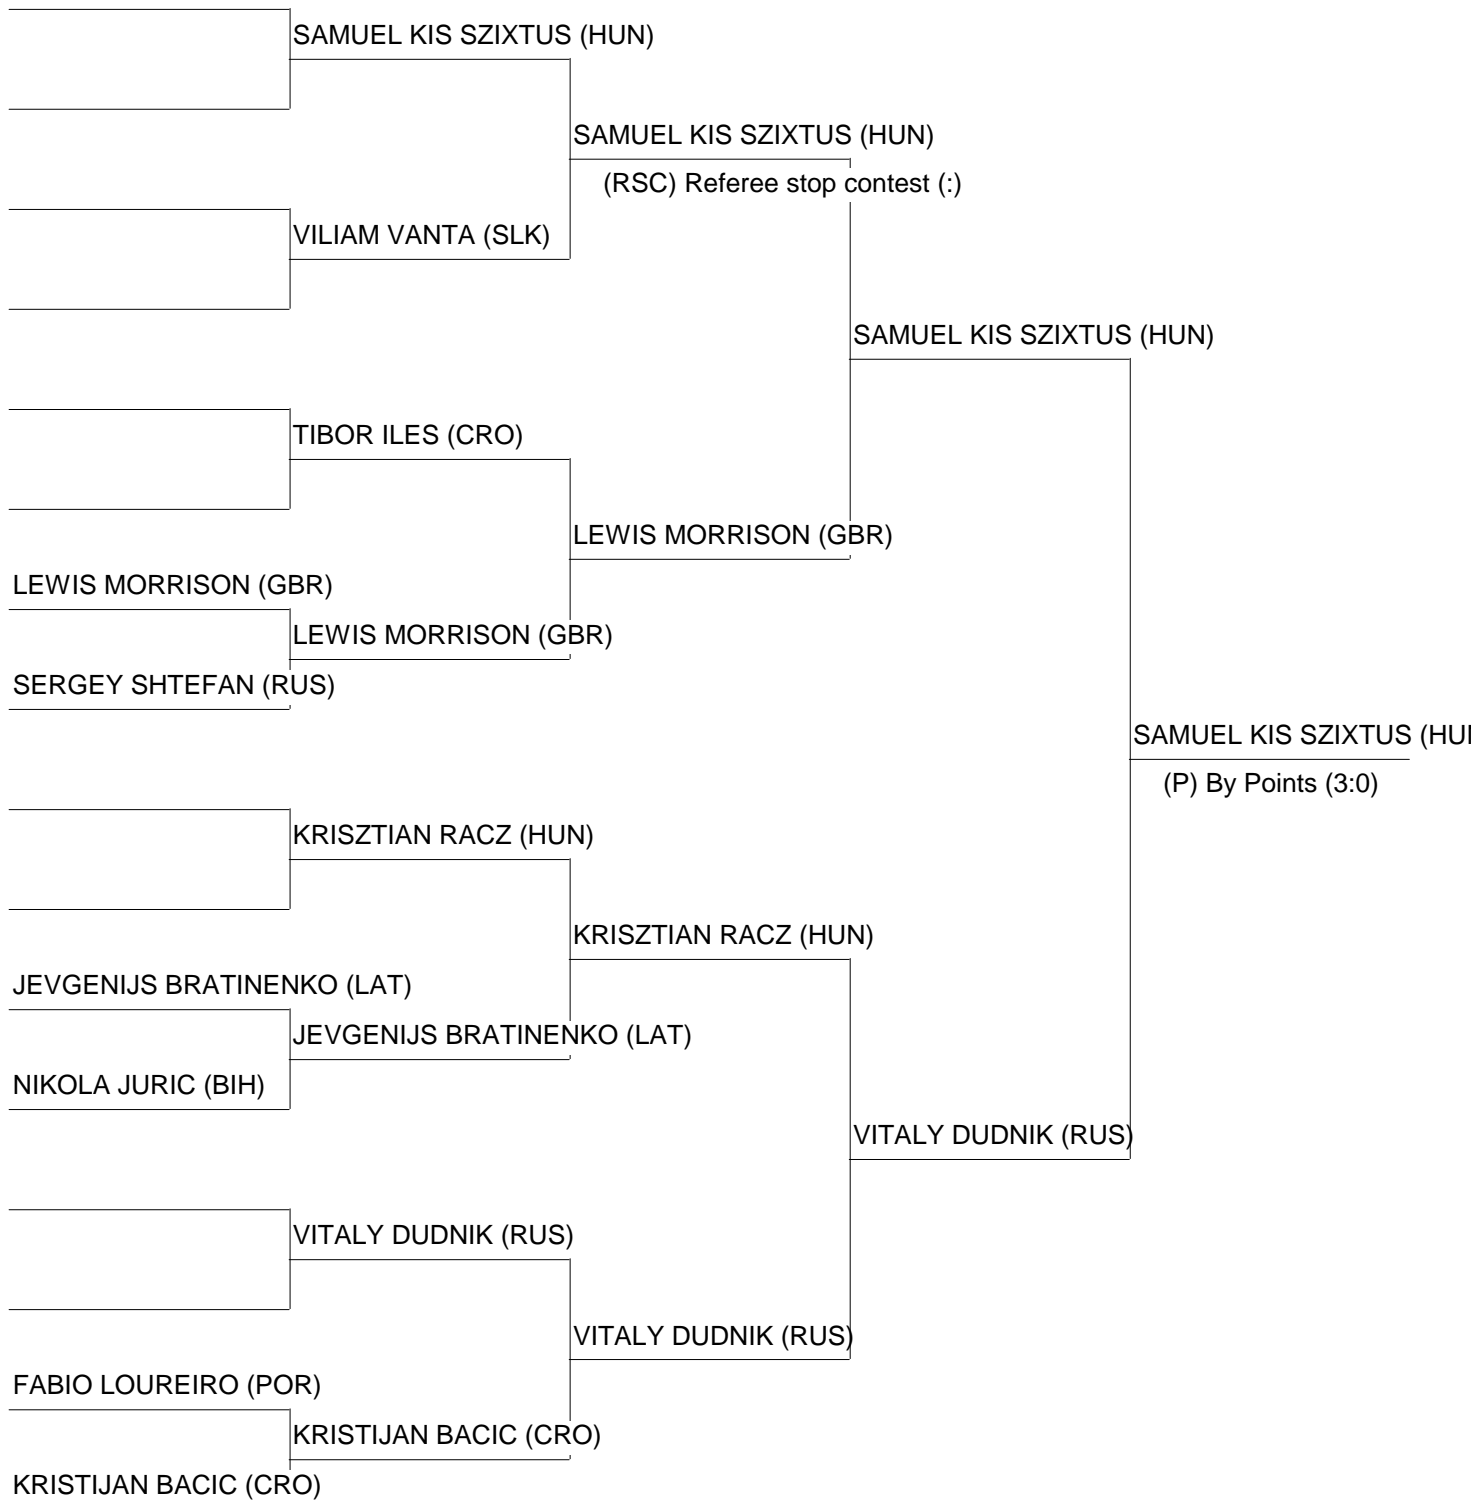 SAMUEL KIS SZIXTUS (HUN)
SAMUEL KIS SZIXTUS (HUN)
(RSC) Referee stop contest (:)
VILIAM VANTA (SLK)
SAMUEL KIS SZIXTUS (HUN)
TIBOR ILES (CRO)
LEWIS MORRISON (GBR)
LEWIS MORRISON (GBR)
LEWIS MORRISON (GBR)
SERGEY SHTEFAN (RUS)
SAMUEL KIS SZIXTUS (HU
(P) By Points (3:0)
KRISZTIAN RACZ (HUN)
KRISZTIAN RACZ (HUN)
JEVGENIJS BRATINENKO (LAT)
JEVGENIJS BRATINENKO (LAT)
NIKOLA JURIC (BIH)
VITALY DUDNIK (RUS)
VITALY DUDNIK (RUS)
VITALY DUDNIK (RUS)
FABIO LOUREIRO (POR)
KRISTIJAN BACIC (CRO)
KRISTIJAN BACIC (CRO)